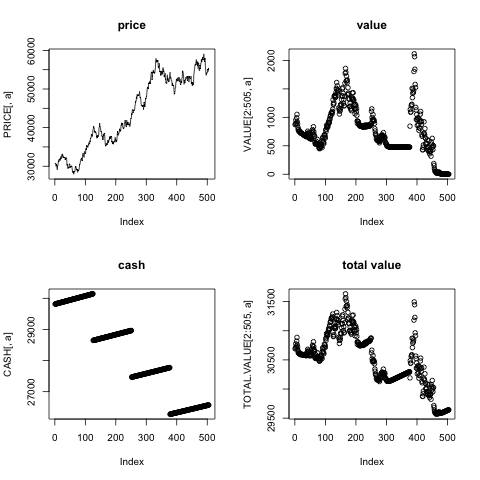 price
PRICE[, a]
60000
50000
40000
30000
0 100 200 300 400 500
Index
value
VALUE[2:505, a]
2000
1500
1000
500
0
0 100 200 300 400 500
Index
cash
CASH[, a]
29000
27000
0 100 200 300 400 500
Index
total value
TOTAL.VALUE[2:505, a]
31500
30500
29500
0 100 200 300 400 500
Index